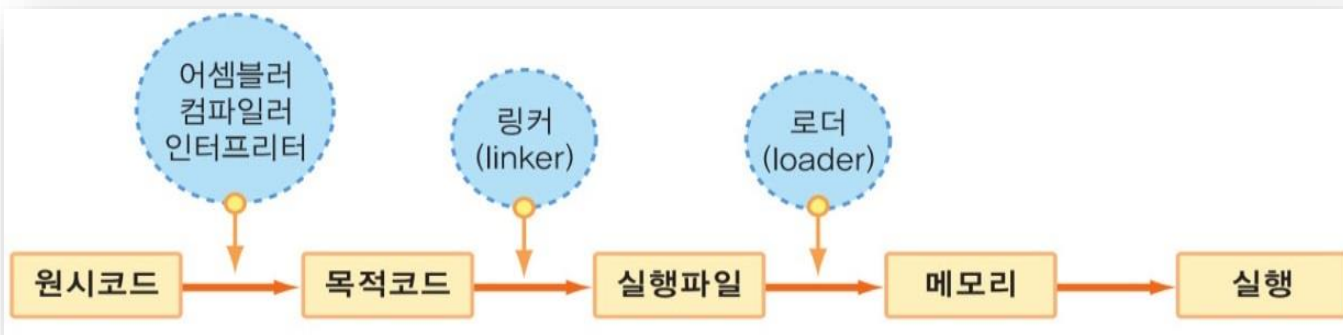 어셈블러
컴파일러
인터프리터
링커
(linker)
로더
(loader)
원시코드
목적코드
실행파일
메모리
실행